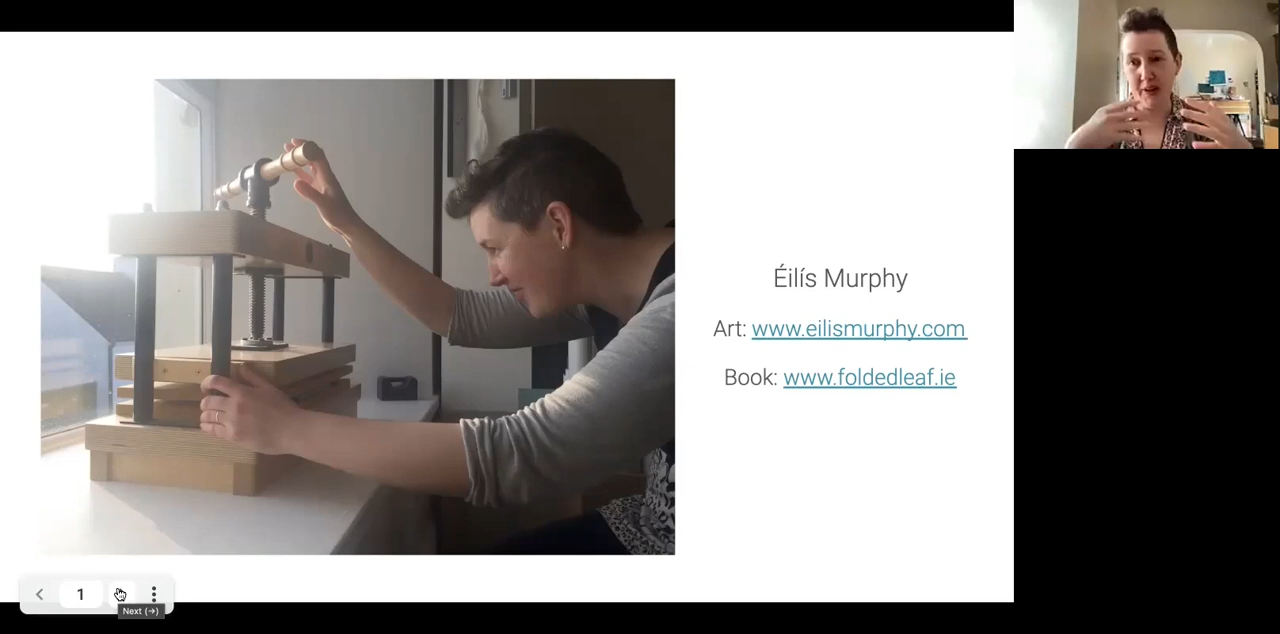 Éilís Murphy
Art: www.eilismurphy.com
Book: www.foldedleaf.ie
1
Next (→)